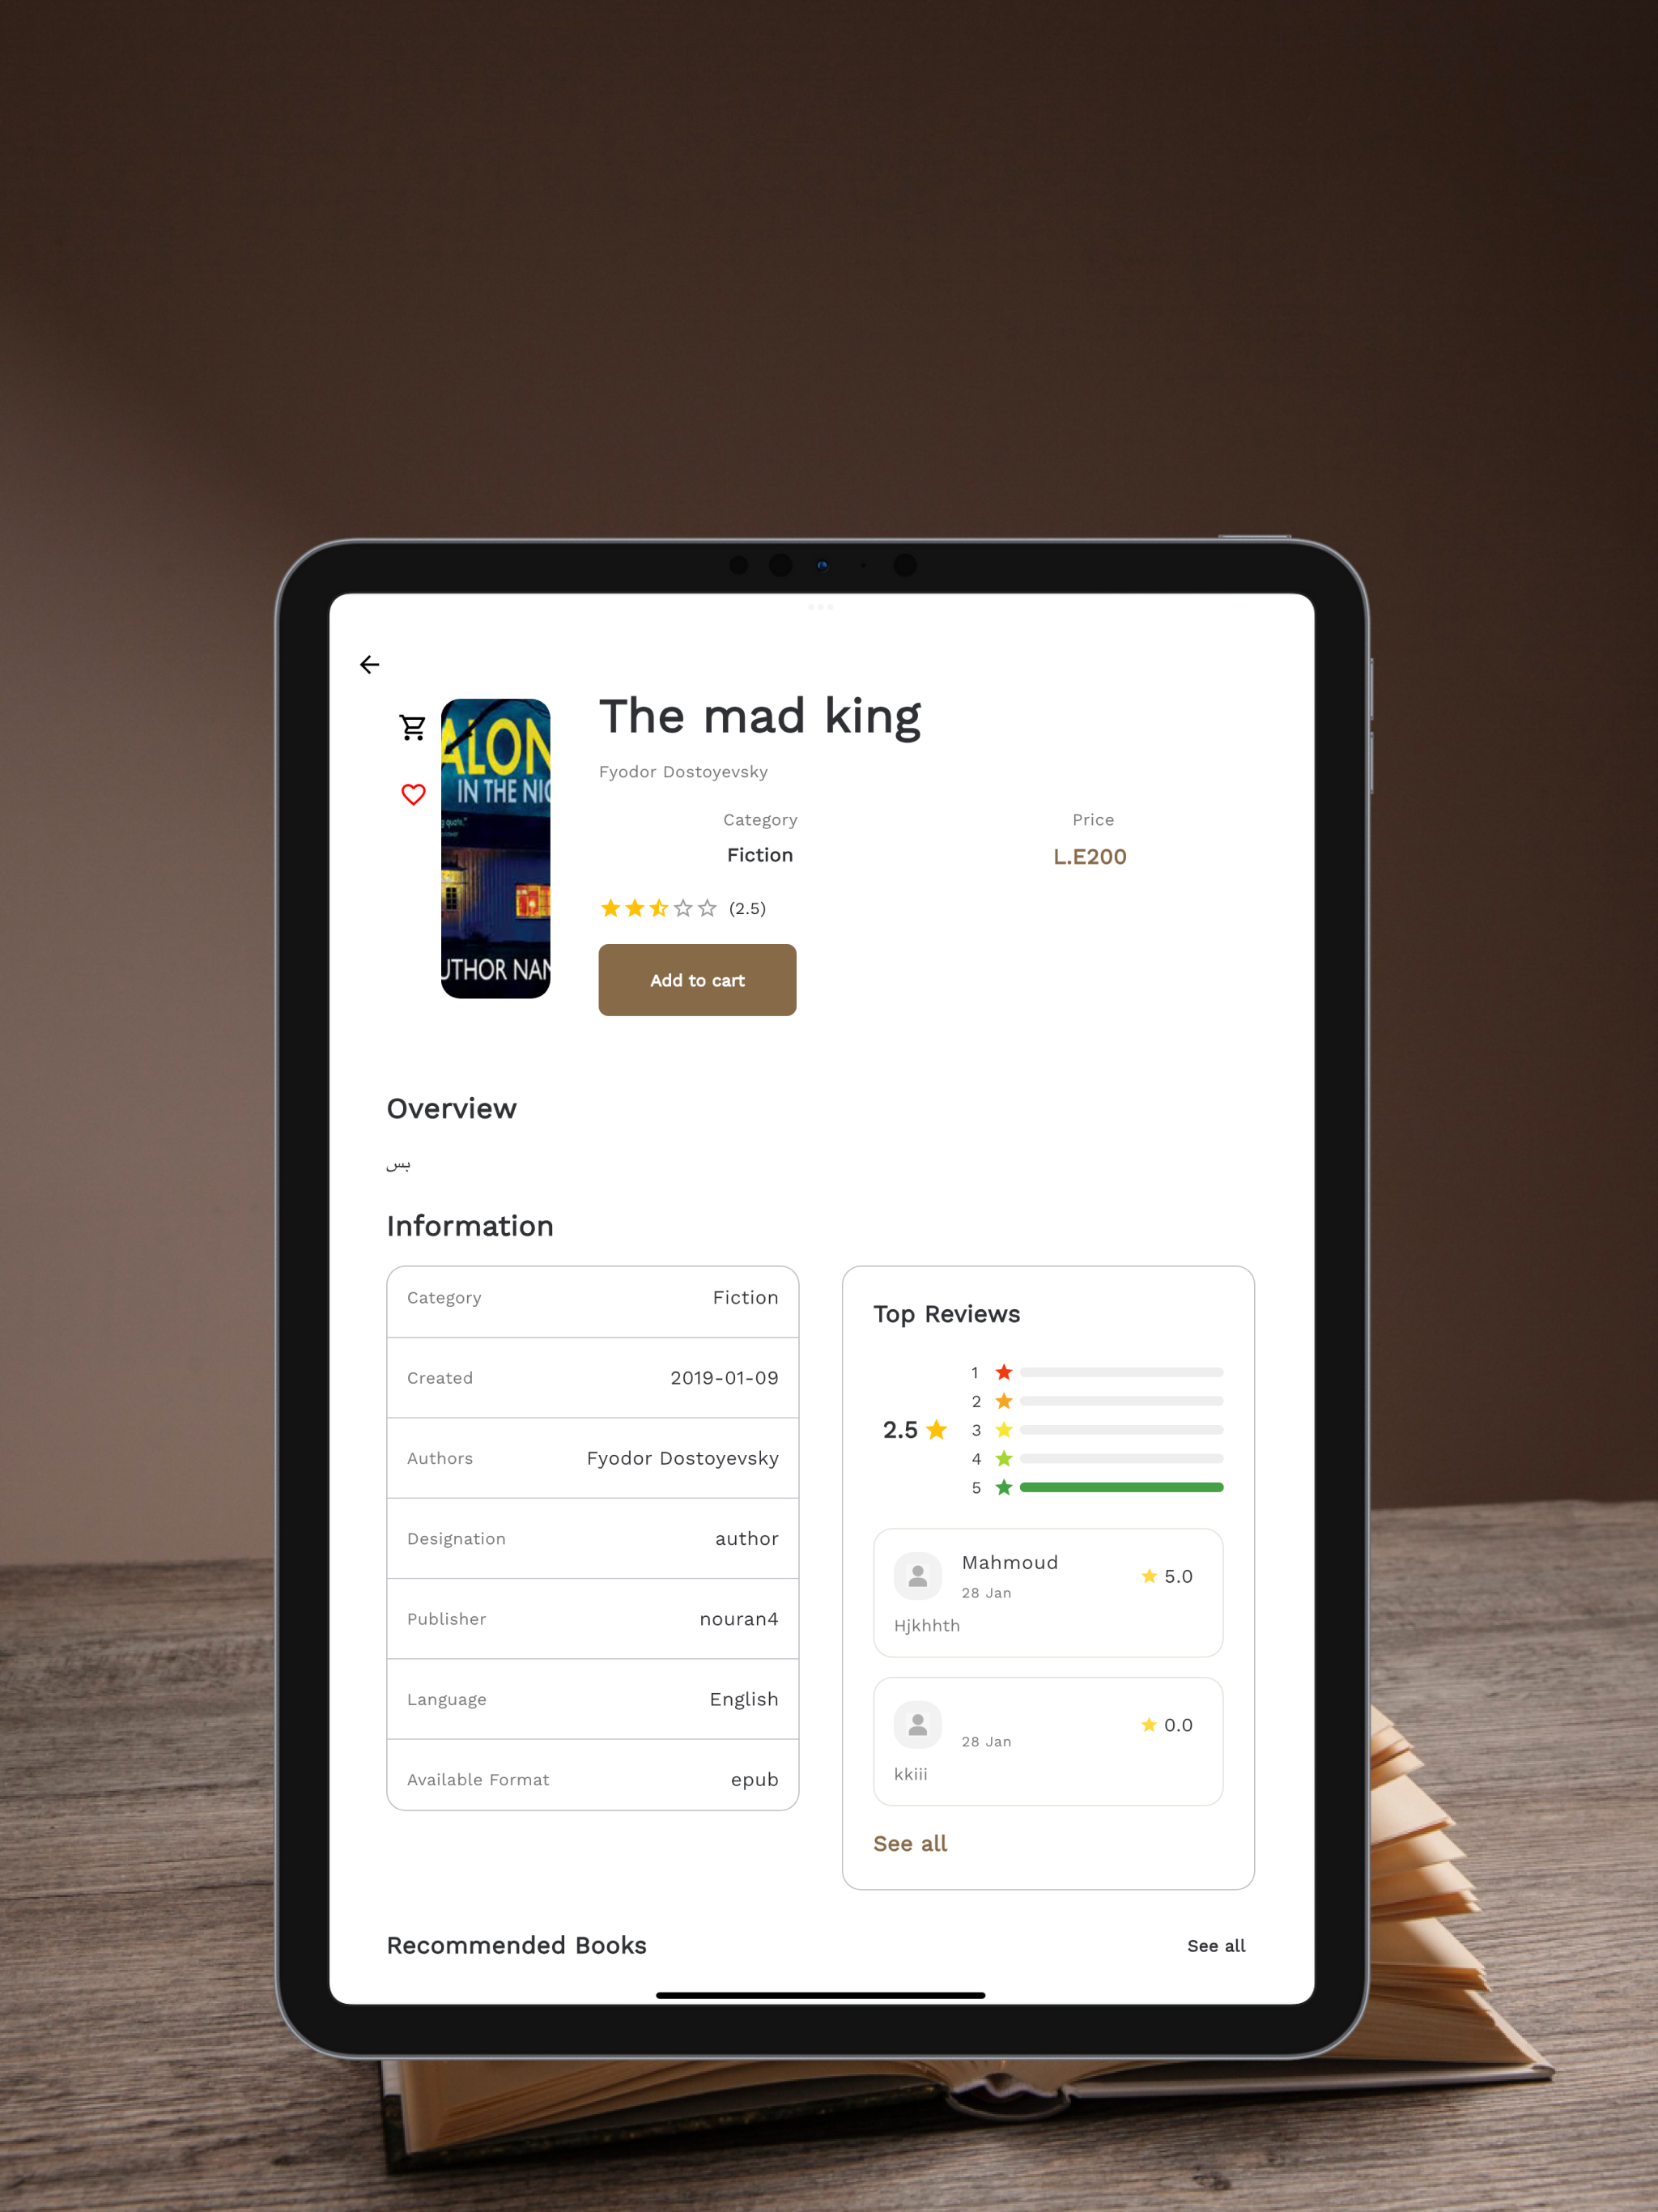 The mad king
Fyodor Dostoyevsky
Category
Price
Fiction
L.E200
(2.5)
Add to cart
ALON
IN THE NIG
g quote."
UTHOR NAM
Overview
بس
Information
Category Fiction
Created 2019-01-09
Authors Fyodor Dostoyevsky
Designation author
Publisher nouran4
Language English
Available Format epub
Top Reviews
1
2
2.5
3
4
5
Mahmoud
5.0
28 Jan
Hjkhhth
0.0
28 Jan
kkiii
See all
Recommended Books
See all